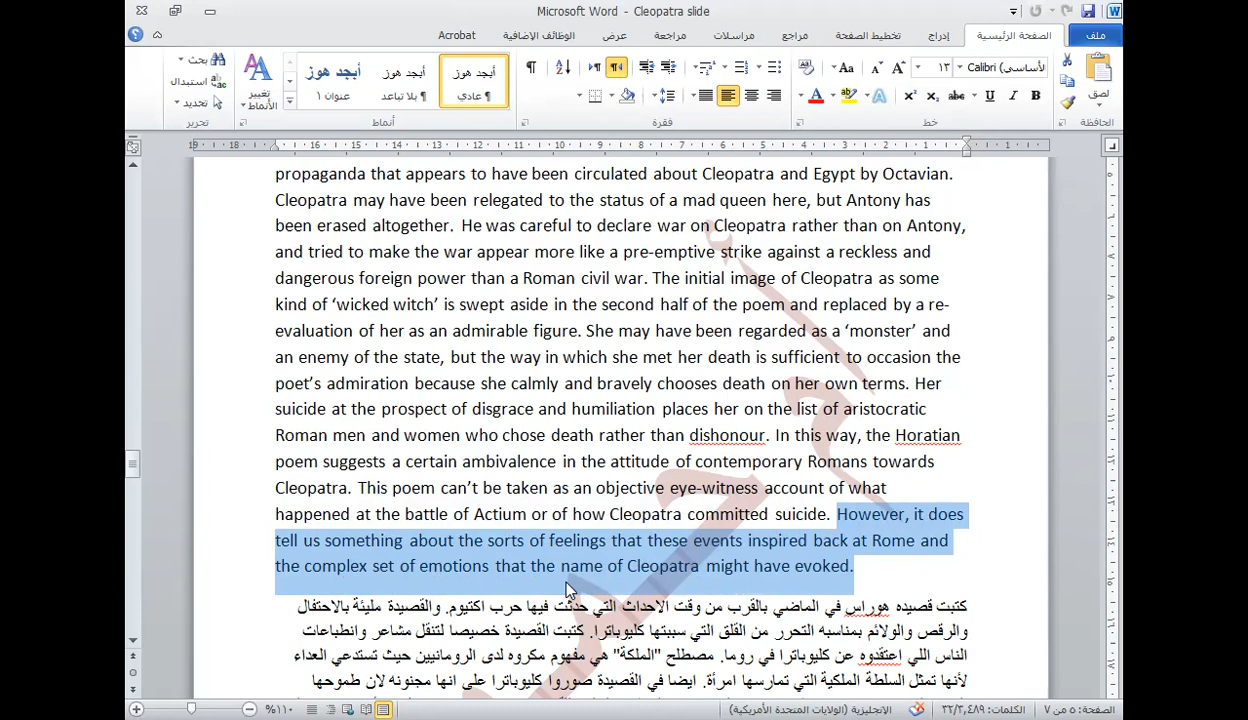 Microsoft Word - Cleopatra slide
ملف
الصفحة الرئيسية
إدراج
تخطيط الصفحة
مراجع
مراسلات
مراجعة
عرض
الوظائف الإضافية
Acrobat
لصق
الحافظة
Calibri (أساسي)
١٣
Aa
خط
فقرة
أبجد هوز
¶ عادي
أبجد هوز
¶ بلا تباعد
أبجد هوز
عنوان ١
تغيير
الأنماط
أنماط
بحث
استبدال
تحديد
تحرير
propaganda that appears to have been circulated about Cleopatra and Egypt by Octavian.
Cleopatra may have been relegated to the status of a mad queen here, but Antony has
been erased altogether. He was careful to declare war on Cleopatra rather than on Antony,
and tried to make the war appear more like a pre-emptive strike against a reckless and
dangerous foreign power than a Roman civil war. The initial image of Cleopatra as some
kind of ‘wicked witch’ is swept aside in the second half of the poem and replaced by a re-
evaluation of her as an admirable figure. She may have been regarded as a ‘monster’ and
an enemy of the state, but the way in which she met her death is sufficient to occasion the
poet’s admiration because she calmly and bravely chooses death on her own terms. Her
suicide at the prospect of disgrace and humiliation places her on the list of aristocratic
Roman men and women who chose death rather than dishonour. In this way, the Horatian
poem suggests a certain ambivalence in the attitude of contemporary Romans towards
Cleopatra. This poem can’t be taken as an objective eye-witness account of what
happened at the battle of Actium or of how Cleopatra committed suicide. However, it does
tell us something about the sorts of feelings that these events inspired back at Rome and
the complex set of emotions that the name of Cleopatra might have evoked.
كتبت قصيده هوراس في الماضي بالقرب من وقت الاحداث التي حدثت فيها حرب اكتيوم. والقصيدة مليئة بالاحتفال
والرقص والولائم بمناسبه التحرر من القلق التي سببتها كليوباترا. كتبت القصيدة خصيصا لتنقل مشاعر وانطباعات
الناس اللي اعتقدوه عن كليوباترا في روما. مصطلح "الملكة" هي مفهوم مكروه لدى الرومانيين حيث تستدعي العداء
لأنها تمثل السلطة الملكية التي تمارسها امرأة. ايضا في القصيدة صوروا كليوباترا على انها مجنونه لان طموحها
الصفحة: ٥ من ٧
الكلمات: ٣٢/٣,٤٨٩
الإنجليزية (الولايات المتحدة الأمريكية)
١١٠%